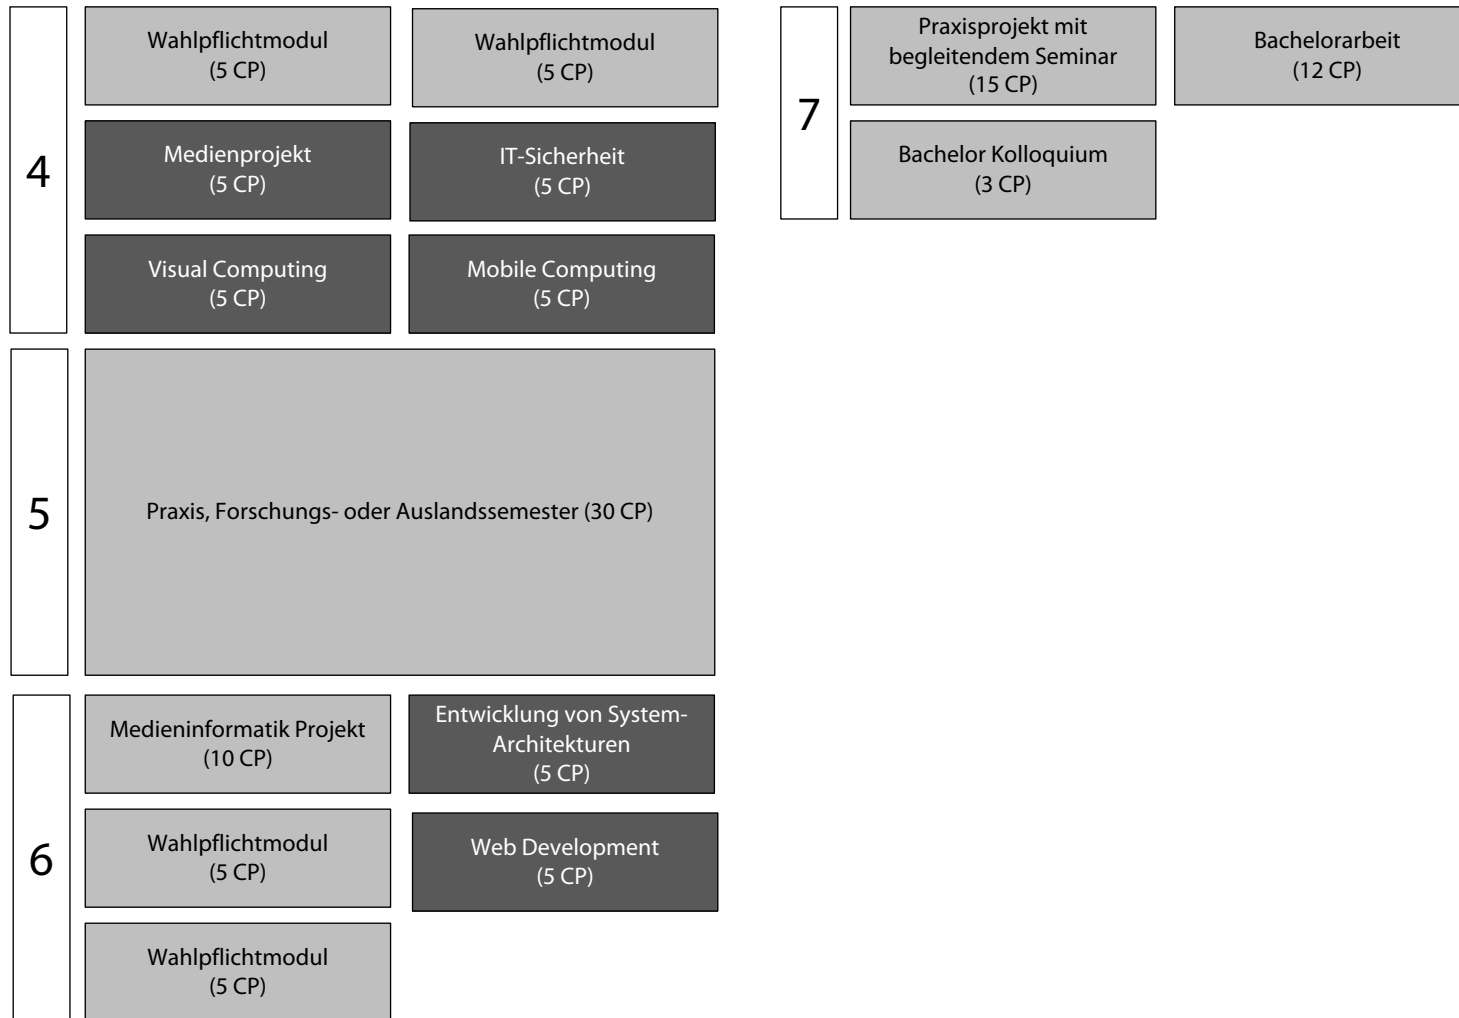 4
Wahlpflichtmodul
(5 CP)
Wahlpflichtmodul
(5 CP)
Medienprojekt
(5 CP)
IT-Sicherheit
(5 CP)
Visual Computing
(5 CP)
Mobile Computing
(5 CP)
5
Praxis, Forschungs- oder Auslandssemester (30 CP)
6
Medieninformatik Projekt
(10 CP)
Entwicklung von System-
Architekturen
(5 CP)
Wahlpflichtmodul
(5 CP)
Web Development
(5 CP)
Wahlpflichtmodul
(5 CP)
7
Praxisprojekt mit
begleitendem Seminar
(15 CP)
Bachelorarbeit
(12 CP)
Bachelor Kolloquium
(3 CP)